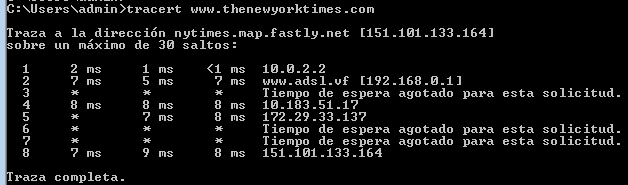 C:\Users\admin>tracert www.thenewyorktimes.com
Traza a la dirección nytimes.map.fastly.net [151.101.133.164]
sobre un máximo de 30 saltos:
1 2 ms 1 ms <1 ms 10.0.2.2
2 7 ms 5 ms 7 ms www.adsl.vf [192.168.0.1]
3 * * * Tiempo de espera agotado para esta solicitud.
4 8 ms 8 ms 8 ms 10.183.51.17
5 * 7 ms 8 ms 172.29.33.137
6 * * * Tiempo de espera agotado para esta solicitud.
7 * * * Tiempo de espera agotado para esta solicitud.
8 7 ms 9 ms 8 ms 151.101.133.164
Traza completa.